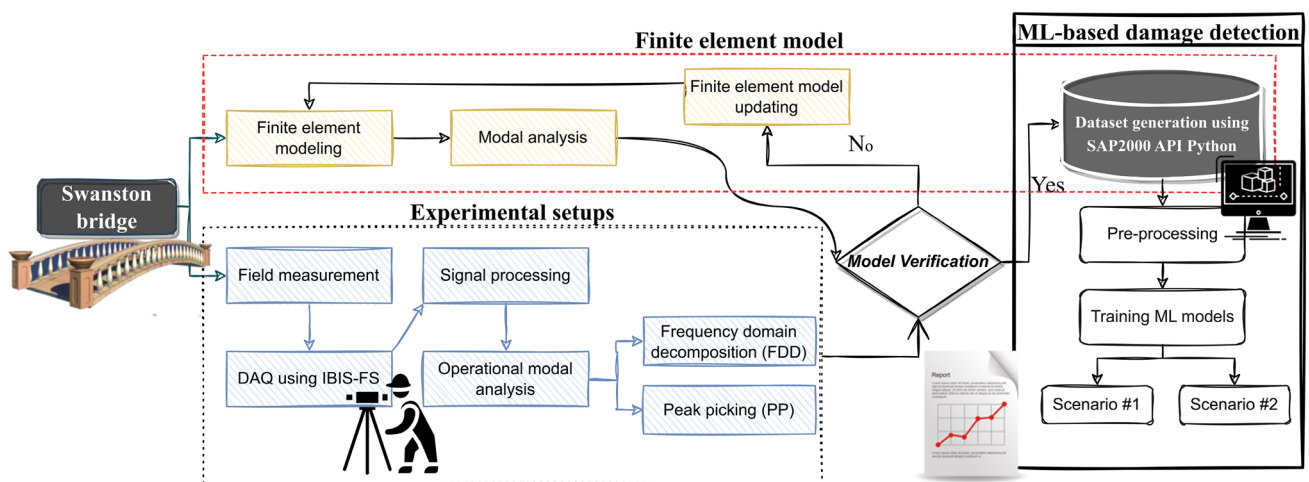 ML-based damage detection
Finite element model
Finite element model
updating
Finite element
modeling
Modal analysis
No
Dataset generation using
SAP2000 API Python
Yes
Swanston
bridge
Experimental setups
Pre-processing
Field measurement
Signal processing
Model Verification
Training ML models
Frequency domain
decomposition (FDD)
DAQ using IBIS-FS
Operational modal
analysis
Report
Peak picking (PP)
Scenario #1
Scenario #2